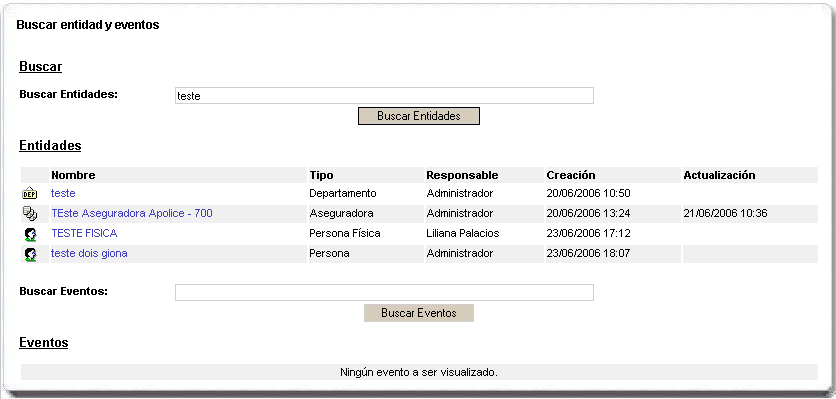 Buscar entidad y eventos
Buscar
Buscar Entidades: teste
Buscar Entidades
Entidades
Nombre Tipo Responsable Creación Actualización
DEP teste Departamento Administrador 20/06/2006 10:50
TEste Aseguradora Apolice - 700 Aseguradora Administrador 20/06/2006 13:24 21/06/2006 10:36
TESTE FISICA Persona Física Liliana Palacios 23/06/2006 17:12
teste dois giona Persona Administrador 23/06/2006 18:07
Buscar Eventos:
Buscar Eventos
Eventos
Ningún evento a ser visualizado.